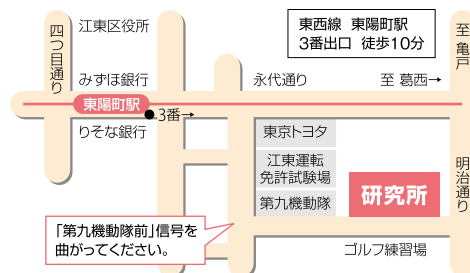 東西線 東陽町駅
3番出口 徒歩10分
四つ目通り
江東区役所
至 亀戸
みずほ銀行
永代通り
至 葛西→
東陽町駅
3番→
りそな銀行
東京トヨタ
江東運転
免許試験場
第九機動隊
研究所
明治通り
「第九機動隊前」信号を
曲がってください。
ゴルフ練習場